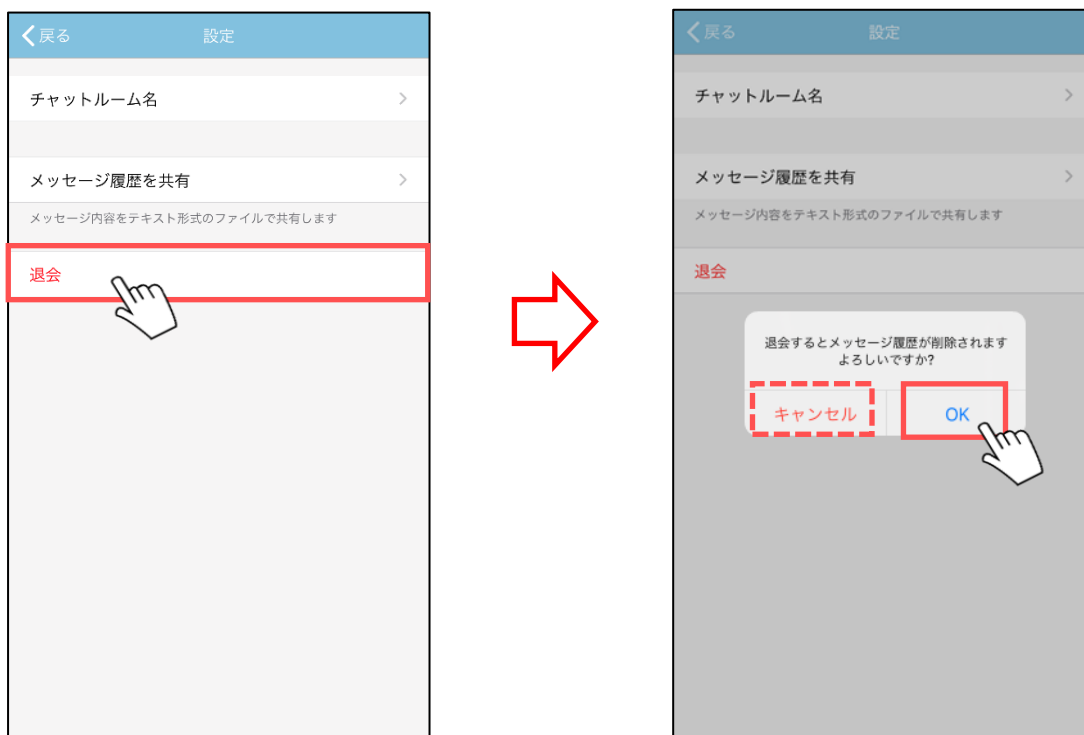 戻る
設定
チャットルーム名
メッセージ履歴を共有
メッセージ内容をテキスト形式のファイルで共有します
退会
戻る
設定
チャットルーム名
メッセージ履歴を共有
メッセージ内容をテキスト形式のファイルで共有します
退会
退会するとメッセージ履歴が削除されます
よろしいですか?
キャンセル
OK